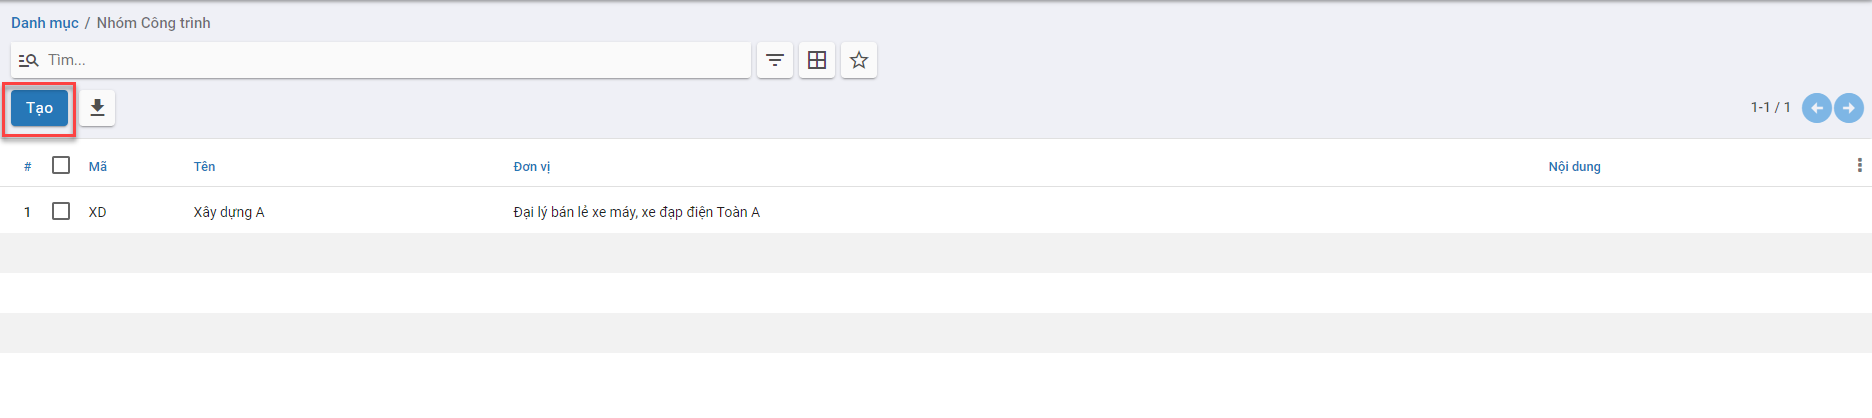 Danh mục / Nhóm Công trình
Tìm...
Tạo
1-1 / 1
# Mã Tên Đơn vị Nội dung
1 XD Xây dựng A Đại lý bán lẻ xe máy, xe đạp điện Toàn A